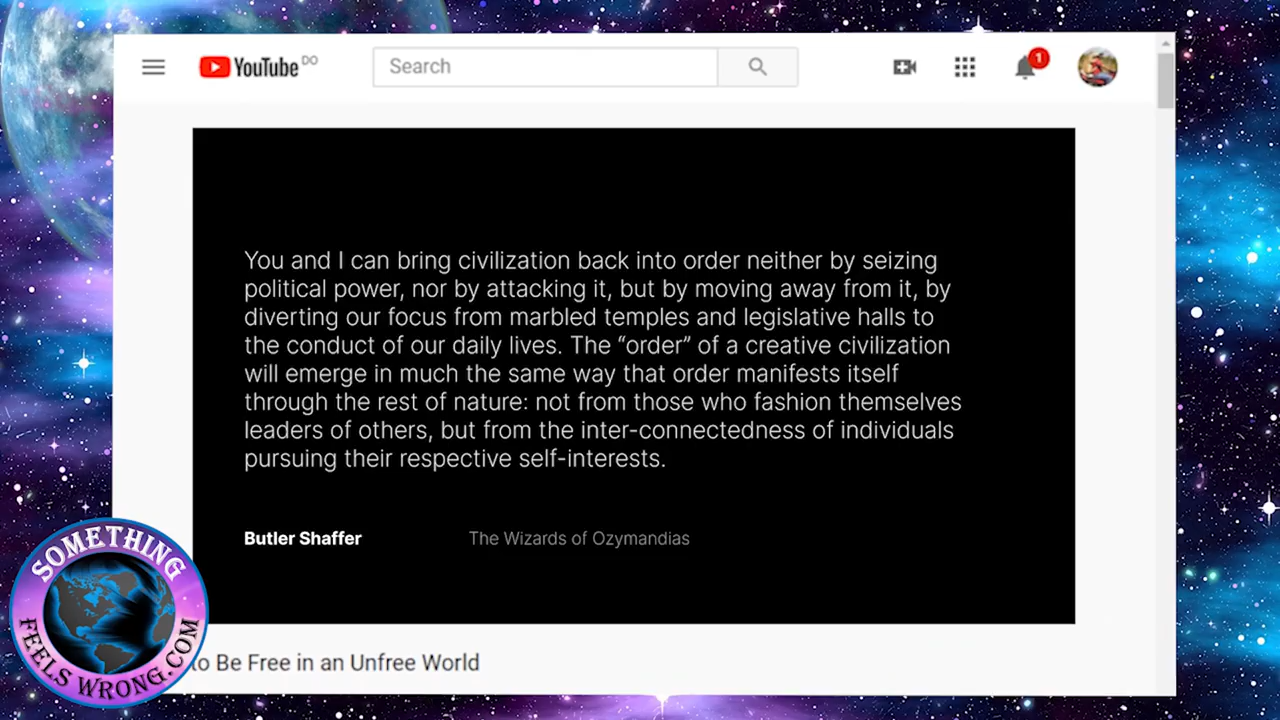 YouTube DO
Search
1
You and I can bring civilization back into order neither by seizing
political power, nor by attacking it, but by moving away from it, by
diverting our focus from marbled temples and legislative halls to
the conduct of our daily lives. The “order” of a creative civilization
will emerge in much the same way that order manifests itself
through the rest of nature: not from those who fashion themselves
leaders of others, but from the inter-connectedness of individuals
pursuing their respective self-interests.
Butler Shaffer The Wizards of Ozymandias
to Be Free in an Unfree World
SOMETHING
FEELS WRONG.COM